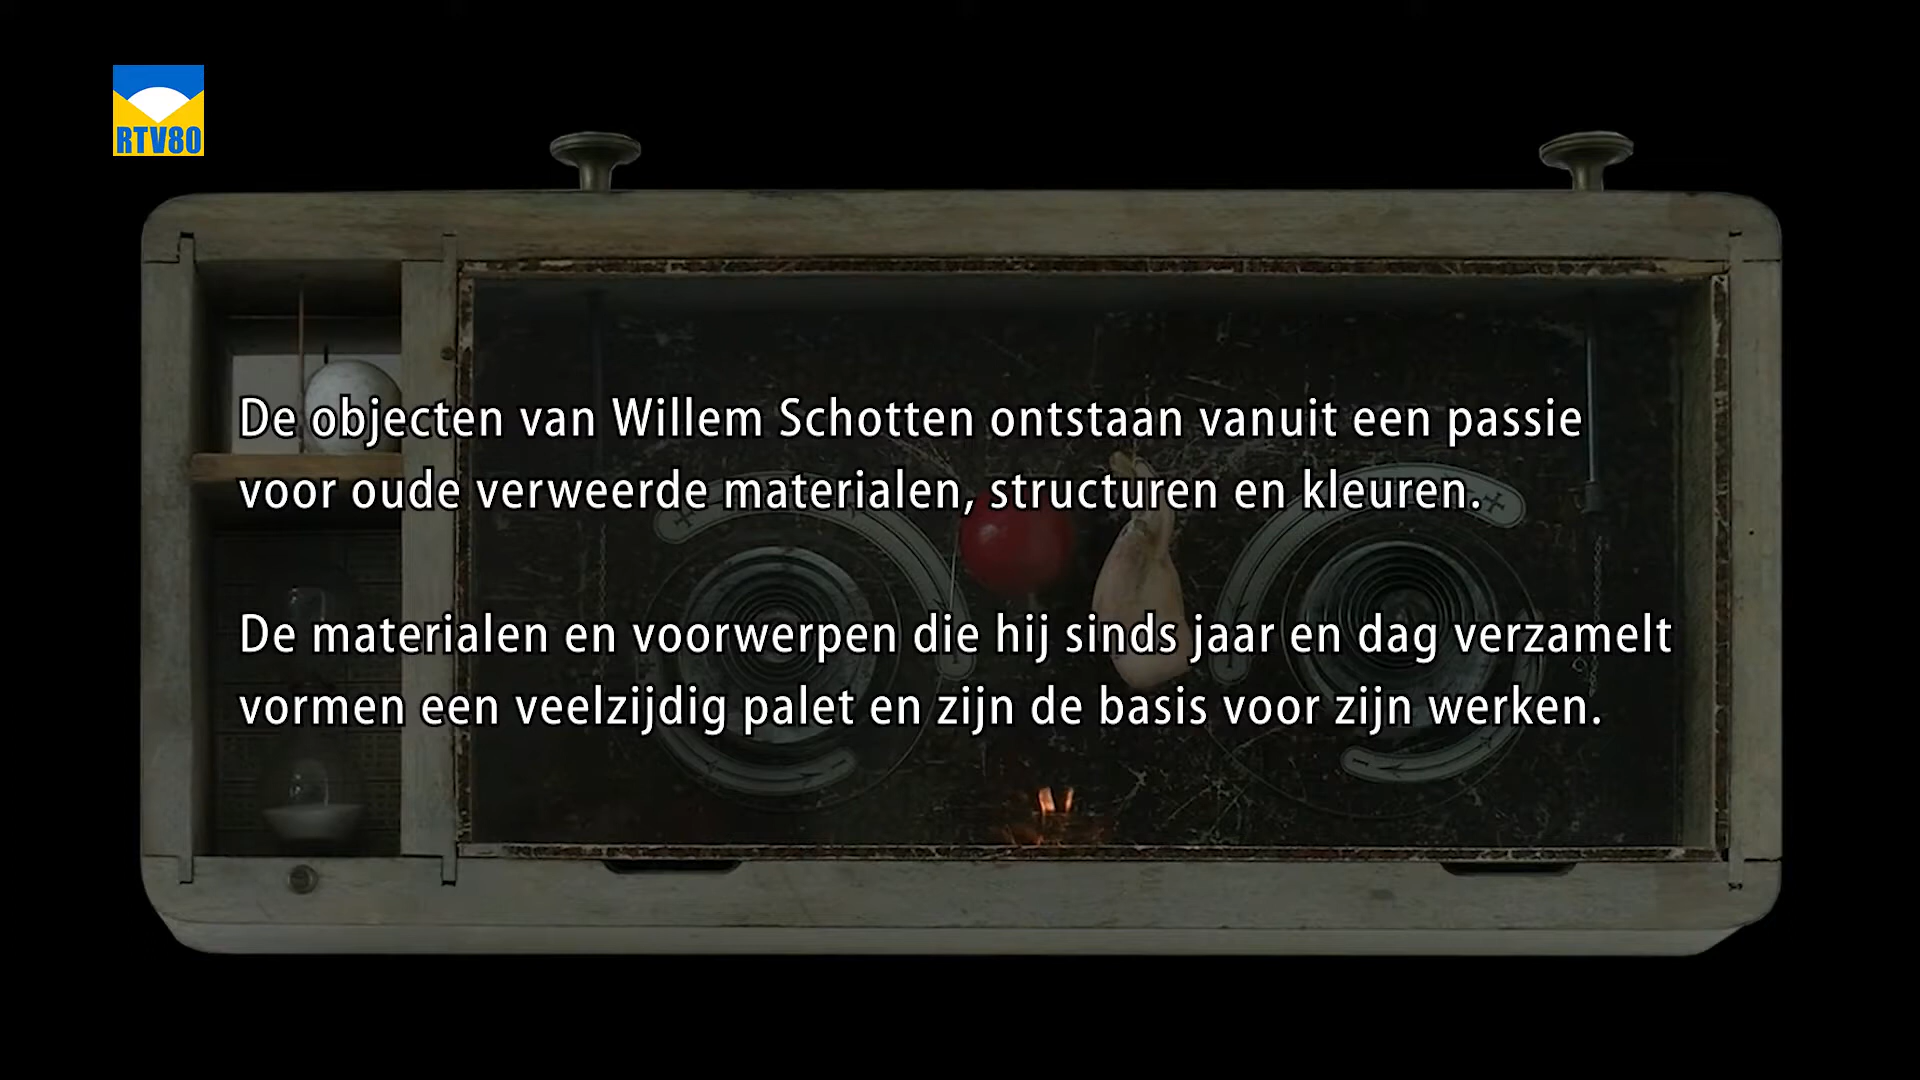 RTV80
De objecten van Willem Schotten ontstaan vanuit een passie
voor oude verweerde materialen, structuren en kleuren.
De materialen en voorwerpen die hij sinds jaar en dag verzamelt
vormen een veelzijdig palet en zijn de basis voor zijn werken.